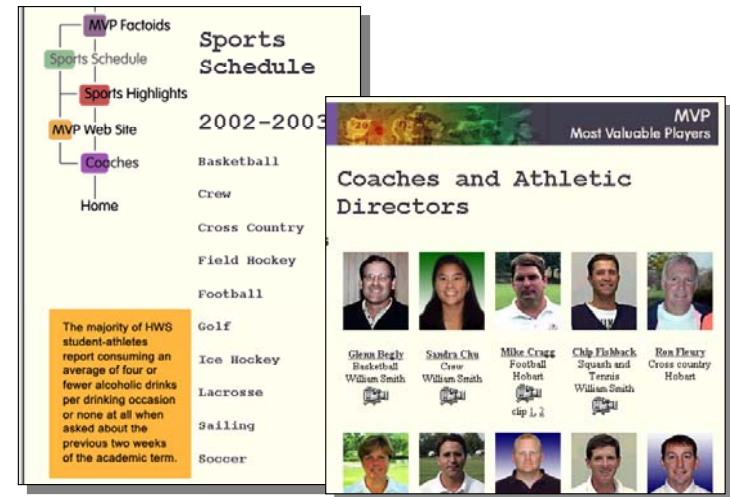 MVP Factoids
Sports Schedule
Sports Highlights
MVP Web Site
Coaches
Home
Sports
Schedule
2002-2003
Basketball
Crew
Cross Country
Field Hockey
Football
Golf
Ice Hockey
Lacrosse
Sailing
Soccer
The majority of HWS
student-athletes
report consuming an
average of four or
fewer alcoholic drinks
per drinking occasion
or none at all when
asked about the
previous two weeks
of the academic term.
MVP
Most Valuable Players
Coaches and Athletic
Directors
Glenn Begly
Basketball
William Smith
Sandra Chu
Crew
William Smith
Mike Cragg
Football
Hobart
clip 1, 2
Chip Fishback
Squash and
Tennis
William Smith
Ron Fleury
Cross country
Hobart